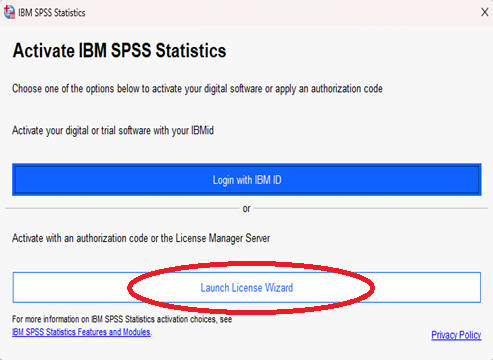 IBM SPSS Statistics
Activate IBM SPSS Statistics
Choose one of the options below to activate your digital software or apply an authorization code
Activate your digital or trial software with your IBMid
Login with IBM ID
or
Activate with an authorization code or the License Manager Server
Launch License Wizard
For more information on IBM SPSS Statistics activation choices, see
IBM SPSS Statistics Features and Modules.
Privacy Policy